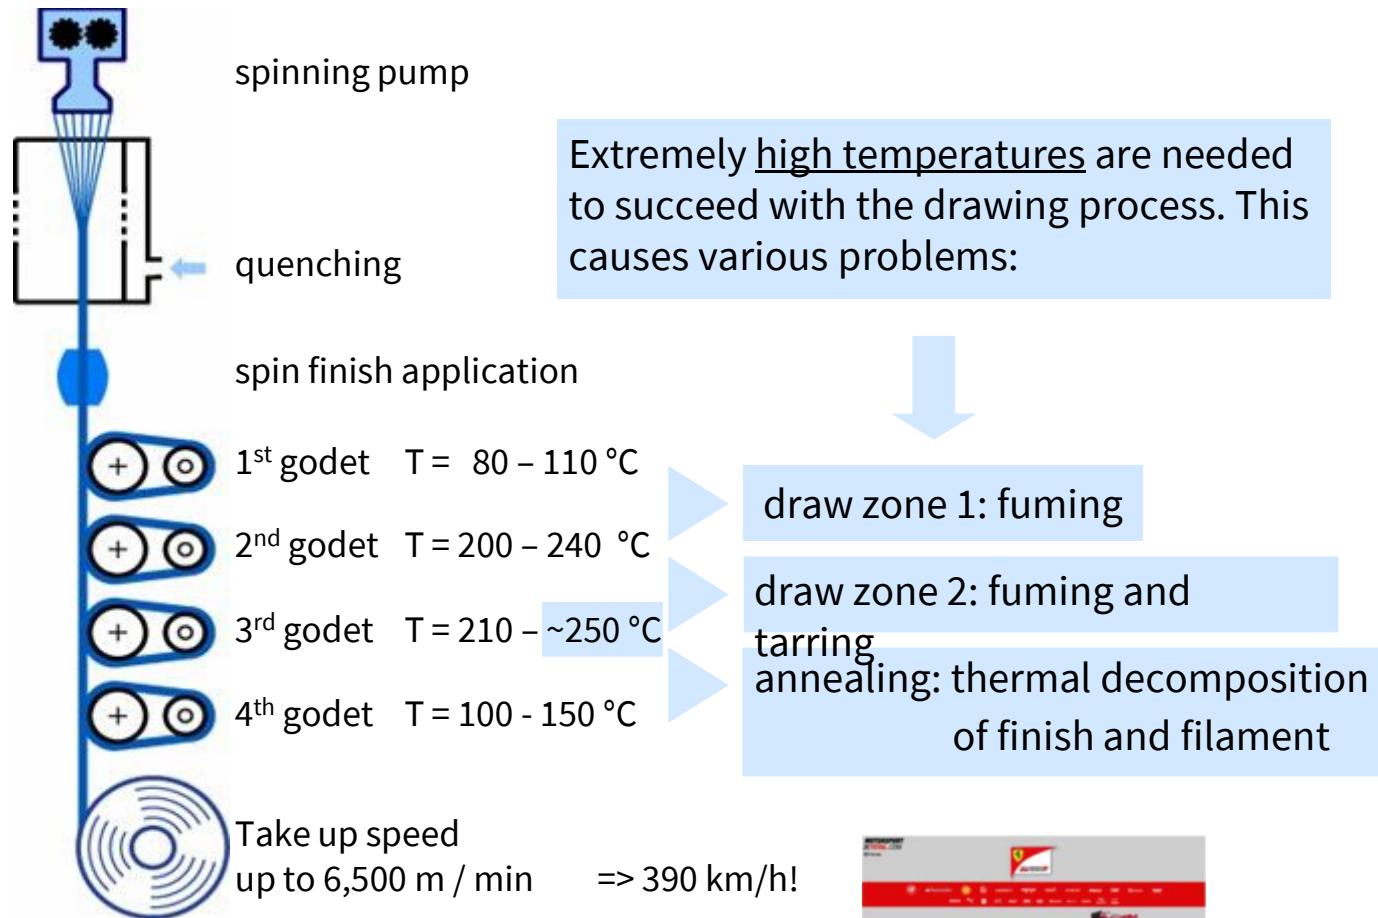 spinning pump
Extremely high temperatures are needed
to succeed with the drawing process. This
causes various problems:
quenching
spin finish application
1st godet T = 80 – 110 °C
draw zone 1: fuming
2nd godet T = 200 – 240 °C
draw zone 2: fuming and
tarring
3rd godet T = 210 – ~250 °C
annealing: thermal decomposition
of finish and filament
4th godet T = 100 - 150 °C
Take up speed
up to 6,500 m / min => 390 km/h!